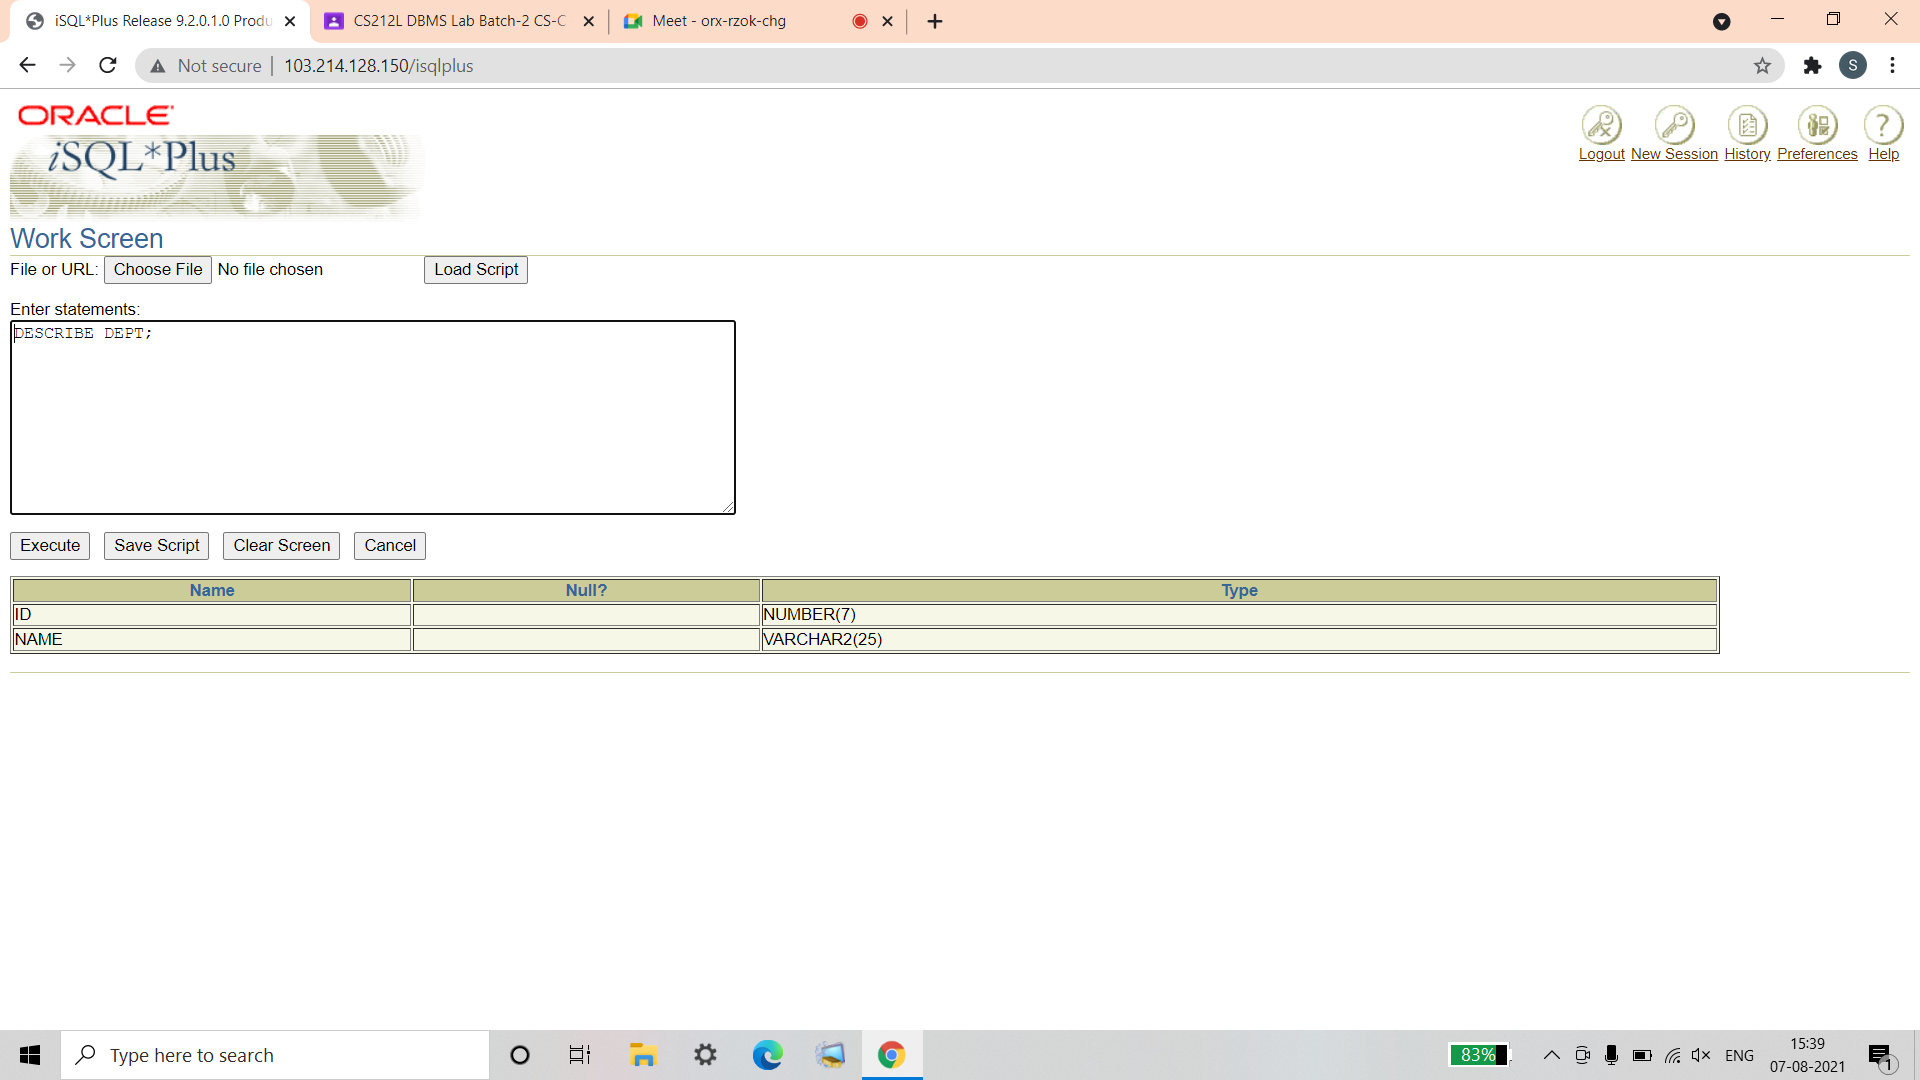 iSQL*Plus Release 9.2.0.1.0 Produ
CS212L DBMS Lab Batch-2 CS-C
Meet - orx-rzok-chg
Not secure | 103.214.128.150/isqlplus
S
ORACLE
iSQL*Plus
Logout New Session History Preferences Help
Work Screen
File or URL: Choose File No file chosen Load Script
Enter statements:
DESCRIBE DEPT;
Execute Save Script Clear Screen Cancel
Name Null? Type
ID NUMBER(7)
NAME VARCHAR2(25)
Type here to search
83%
ENG
15:39
07-08-2021
1